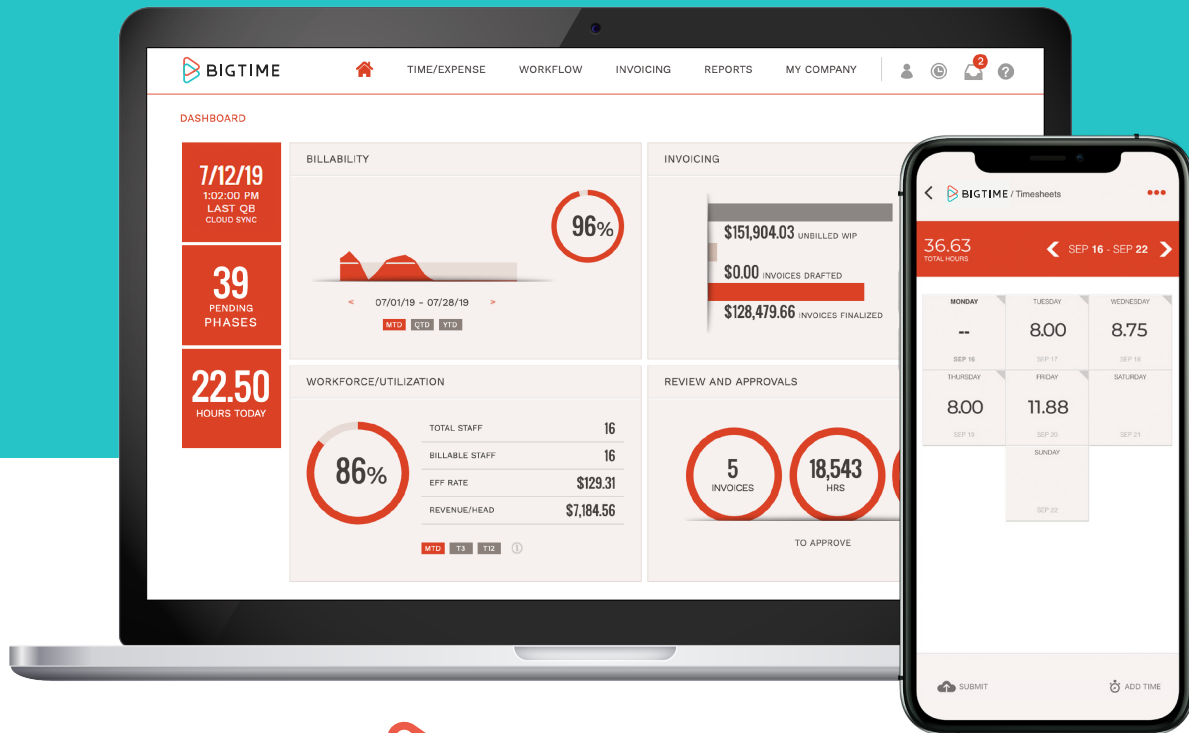 BIGTIME
TIME/EXPENSE WORKFLOW INVOICING REPORTS MY COMPANY
2
?
DASHBOARD
7/12/19
1:02:00 PM
LAST QB
CLOUD SYNC
39
PENDING
PHASES
22.50
HOURS TODAY
BILLABILITY
96%
< 07/01/19 - 07/28/19 >
MTD QTD YTD
INVOICING
$151,904.03 UNBILLED WIP
$0.00 INVOICES DRAFTED
$128,479.66 INVOICES FINALIZED
WORKFORCE/UTILIZATION
86%
TOTAL STAFF 16
BILLABLE STAFF 16
EFF RATE $129.31
REVENUE/HEAD $7,184.56
MTD T3 T12
REVIEW AND APPROVALS
5
INVOICES
18,543
HRS
TO APPROVE
BIGTIME / Timesheets
36.63
TOTAL HOURS
SEP 16 - SEP 22
MONDAY TUESDAY WEDNESDAY
-- 8.00 8.75
SEP 16 SEP 17 SEP 18
THURSDAY FRIDAY SATURDAY
8.00 11.88
SEP 19 SEP 20 SEP 21
SUNDAY
SEP 22
SUBMIT ADD TIME